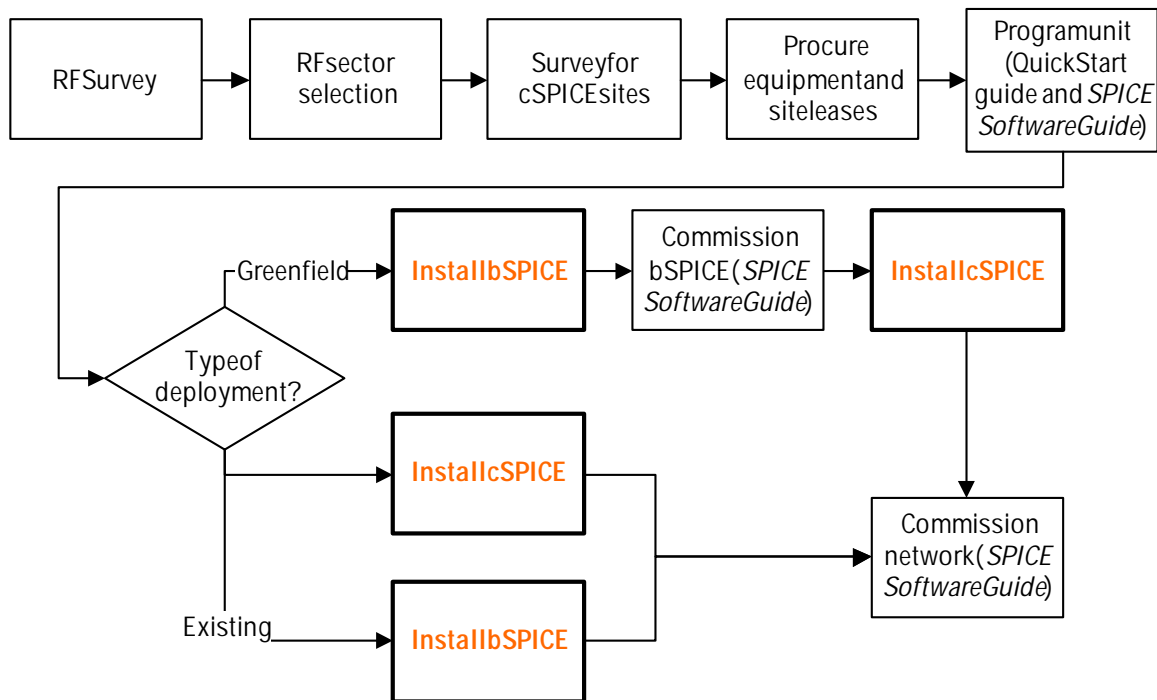 RFSurvey
RFsector
selection
Surveyfor
cSPICEsites
Procure
equipmentand
siteleases
Programunit
(QuickStart
guide and SPICE
SoftwareGuide)
Greenfield
InstallbSPICE
Commission
bSPICE(SPICE
SoftwareGuide)
InstallcSPICE
Typeof
deployment?
InstallcSPICE
Commission
network(SPICE
SoftwareGuide)
Existing
InstallbSPICE